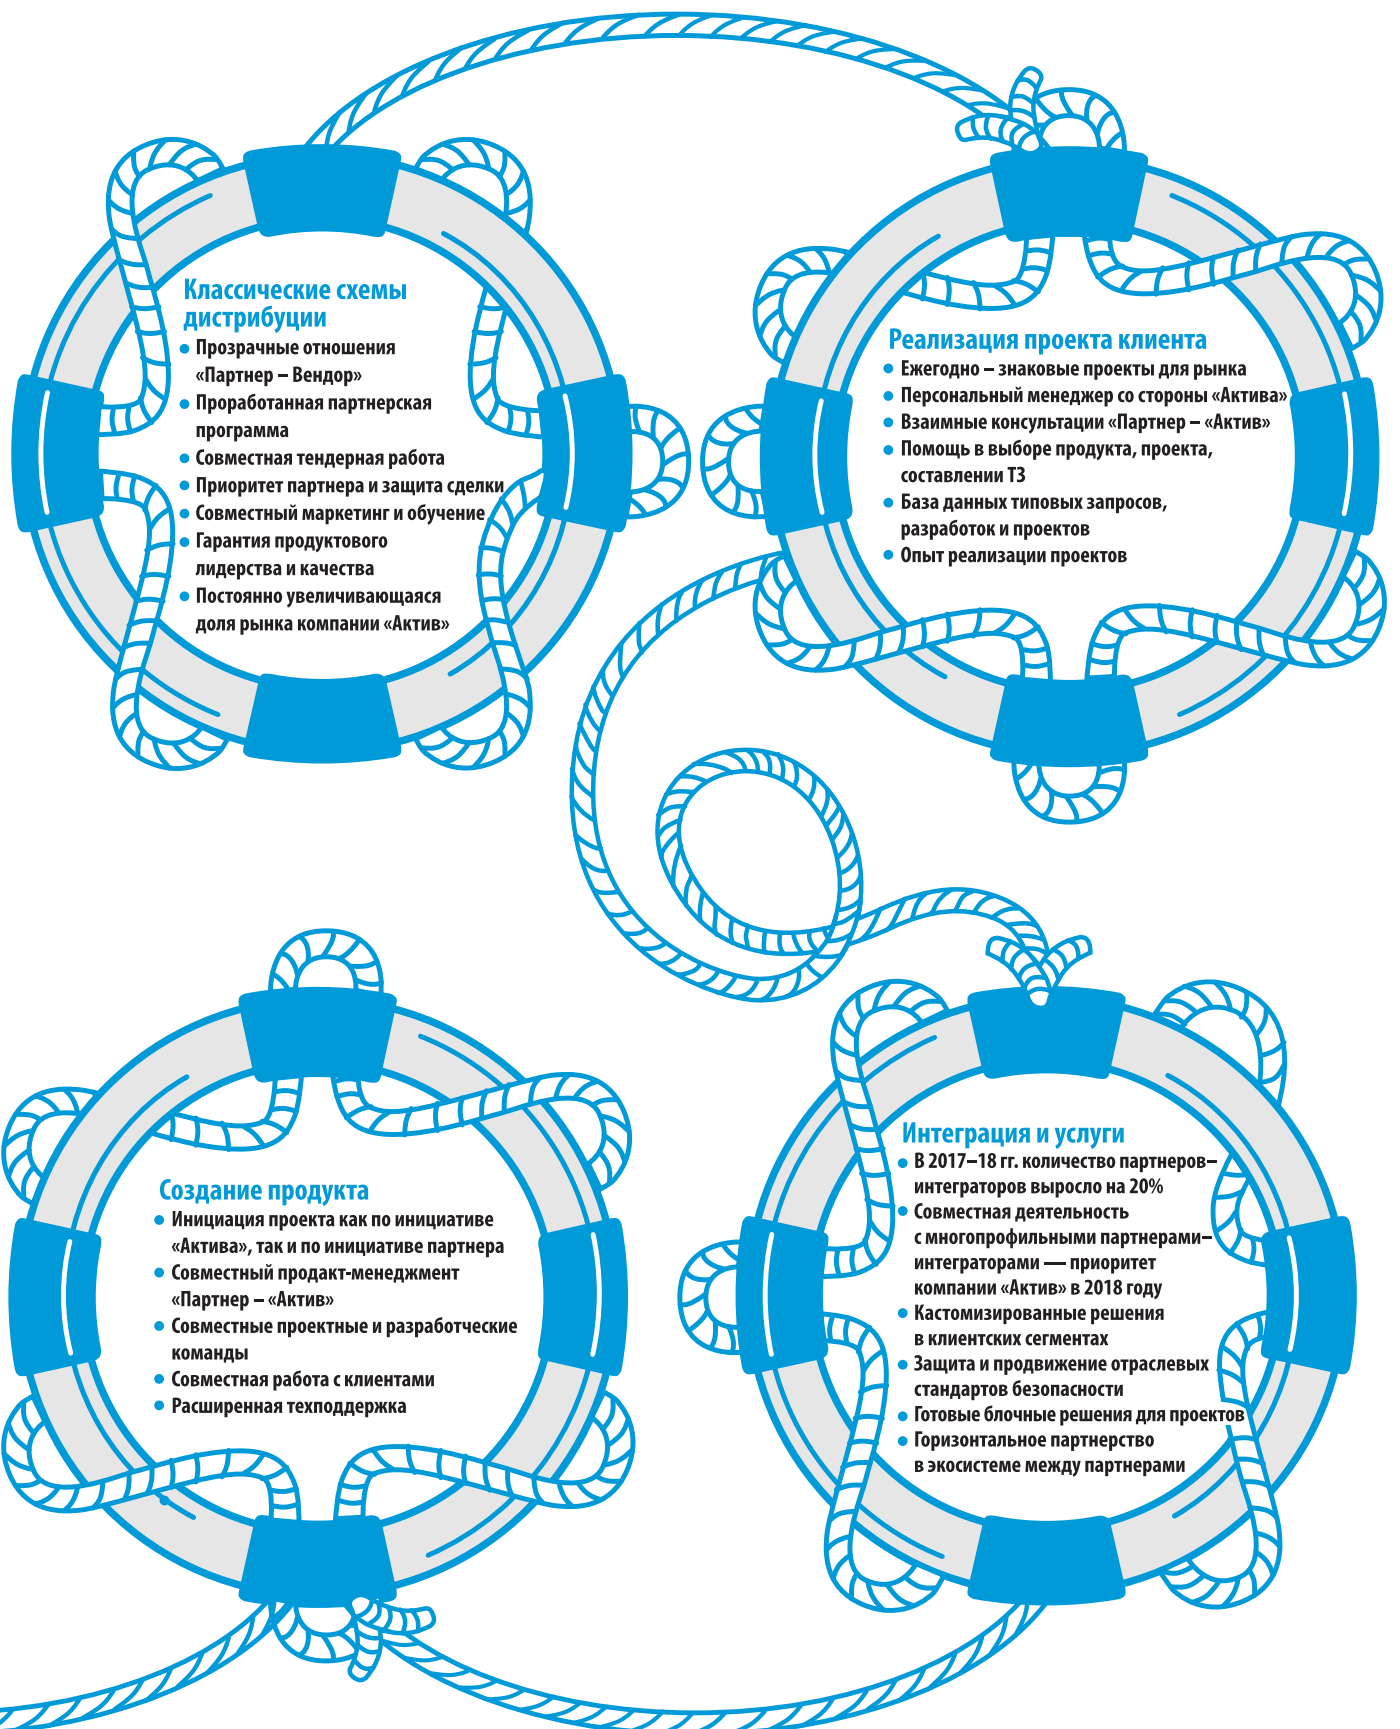 Классические схемы
дистрибуции
Прозрачные отношения
«Партнер – Вендор»
Проработанная партнерская
программа
Совместная тендерная работа
Приоритет партнера и защита сделки
Совместный маркетинг и обучение
Гарантия продуктового
лидерства и качества
Постоянно увеличивающаяся
доля рынка компании «Актив»
Реализация проекта клиента
Ежегодно – знаковые проекты для рынка
Персональный менеджер со стороны «Актива»
Взаимные консультации «Партнер – «Актив»
Помощь в выборе продукта, проекта,
составлении ТЗ
База данных типовых запросов,
разработок и проектов
Опыт реализации проектов
Создание продукта
Инициация проекта как по инициативе
«Актива», так и по инициативе партнера
Совместный продакт-менеджмент
«Партнер – «Актив»
Совместные проектные и разработческие
команды
Совместная работа с клиентами
Расширенная техподдержка
Интеграция и услуги
В 2017–18 гг. количество партнеров–
интеграторов выросло на 20%
Совместная деятельность
с многопрофильными партнерами–
интеграторами — приоритет
компании «Актив» в 2018 году
Кастомизированные решения
в клиентских сегментах
Защита и продвижение отраслевых
стандартов безопасности
Готовые блочные решения для проектов
Горизонтальное партнерство
в экосистеме между партнерами